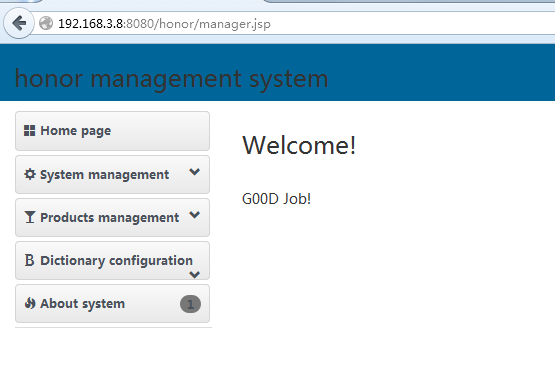 192.168.3.8:8080/honor/manager.jsp
honor management system
Home page
System management
Products management
B Dictionary configuration
About system 1
Welcome!
G00D Job!